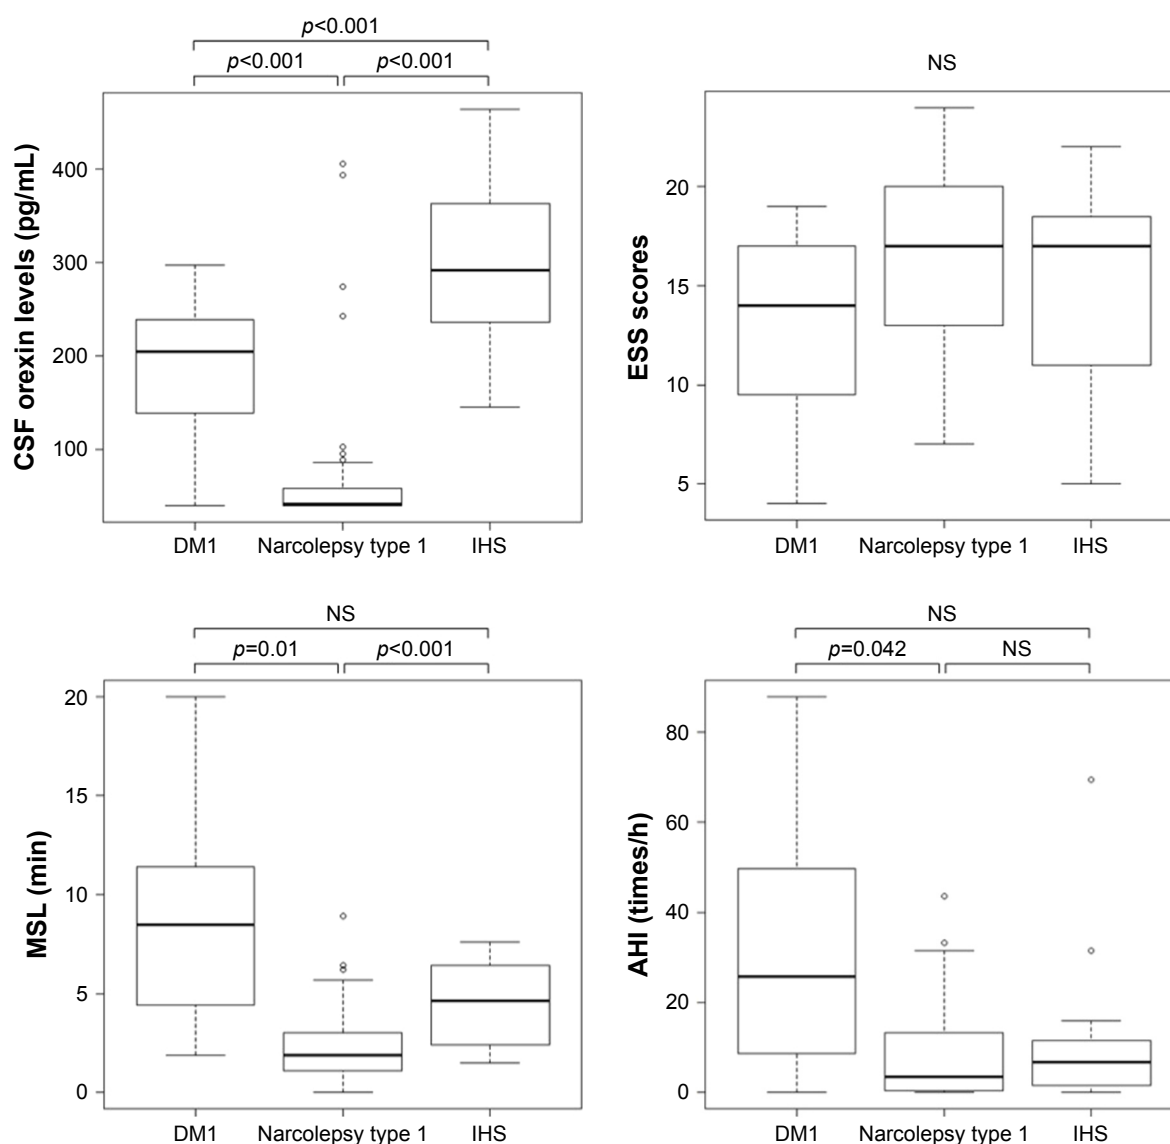 p<0.001
p<0.001 p<0.001
CSF orexin levels (pg/mL)
400
300
200
100
DM1 Narcolepsy type 1 IHS
NS
ESS scores
20
15
10
5
DM1 Narcolepsy type 1 IHS
NS
p=0.01 p<0.001
MSL (min)
20
15
10
5
0
DM1 Narcolepsy type 1 IHS
NS
p=0.042 NS
AHI (times/h)
80
60
40
20
0
DM1 Narcolepsy type 1 IHS